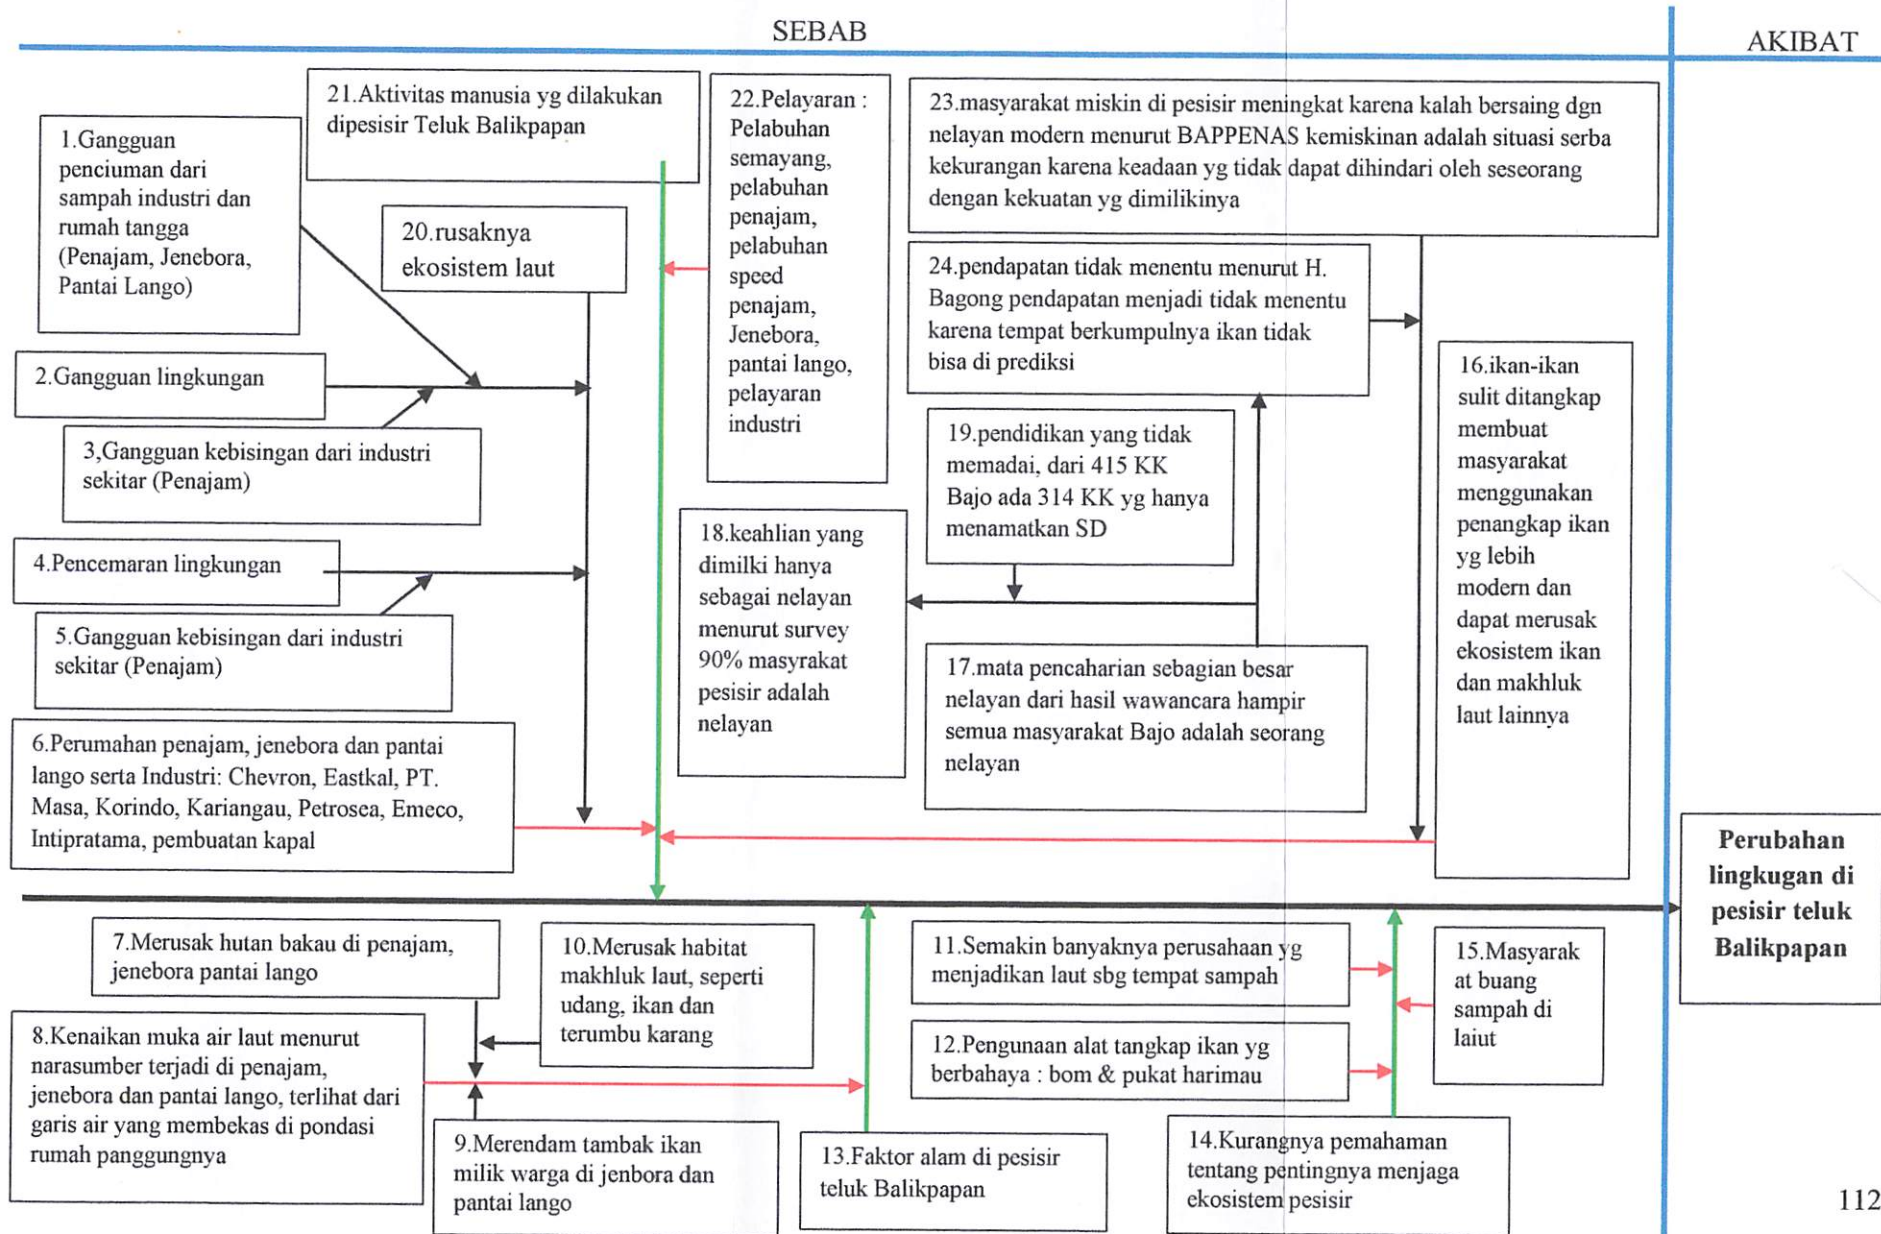 SEBAB
AKIBAT
1.Gangguan
penciuman dari
sampah industri dan
rumah tangga
(Penajam, Jenebora,
Pantai Lango)
21.Aktivitas manusia yg dilakukan
dipesisir Teluk Balikpapan
20.rusaknya
ekosistem laut
22.Pelayaran :
Pelabuhan
semayang,
pelabuhan
penajam,
pelabuhan
speed
penajam,
Jenebora,
pantai lango,
pelayaran
industri
23.masyarakat miskin di pesisir meningkat karena kalah bersaing dgn
nelayan modern menurut BAPPENAS kemiskinan adalah situasi serba
kekurangan karena keadaan yg tidak dapat dihindari oleh seseorang
dengan kekuatan yg dimilikinya
24.pendapatan tidak menentu menurut H.
Bagong pendapatan menjadi tidak menentu
karena tempat berkumpulnya ikan tidak
bisa di prediksi
2.Gangguan lingkungan
3,Gangguan kebisingan dari industri
sekitar (Penajam)
4.Pencemaran lingkungan
5.Gangguan kebisingan dari industri
sekitar (Penajam)
6.Perumahan penajam, jenebora dan pantai
lango serta Industri: Chevron, Eastkal, PT.
Masa, Korindo, Kariangau, Petrosea, Emeco,
Intipratama, pembuatan kapal
19.pendidikan yang tidak
memadai, dari 415 KK
Bajo ada 314 KK yg hanya
menamatkan SD
18.keahlian yang
dimilki hanya
sebagai nelayan
menurut survey
90% masyrakat
pesisir adalah
nelayan
17.mata pencaharian sebagian besar
nelayan dari hasil wawancara hampir
semua masyarakat Bajo adalah seorang
nelayan
16.ikan-ikan
sulit ditangkap
membuat
masyarakat
menggunakan
penangkap ikan
yg lebih
modern dan
dapat merusak
ekosistem ikan
dan makhluk
laut lainnya
Perubahan
lingkugan di
pesisir teluk
Balikpapan
7.Merusak hutan bakau di penajam,
jenebora pantai lango
8.Kenaikan muka air laut menurut
narasumber terjadi di penajam,
jenebora dan pantai lango, terlihat dari
garis air yang membekas di pondasi
rumah panggungnya
10.Merusak habitat
makhluk laut, seperti
udang, ikan dan
terumbu karang
9.Merendam tambak ikan
milik warga di jenbora dan
pantai lango
13.Faktor alam di pesisir
teluk Balikpapan
11.Semakin banyaknya perusahaan yg
menjadikan laut sbg tempat sampah
12.Pengunaan alat tangkap ikan yg
berbahaya : bom & pukat harimau
15.Masyarak
at buang
sampah di
laiut
14.Kurangnya pemahaman
tentang pentingnya menjaga
ekosistem pesisir
112